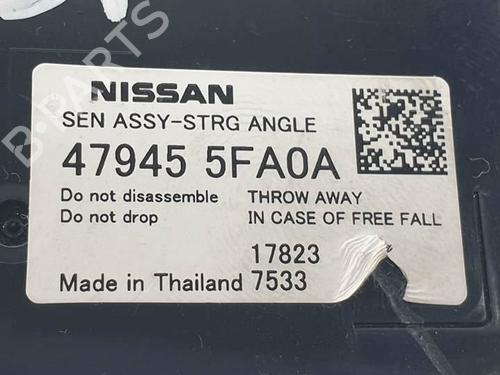 NISSAN
SEN ASSY-STRG ANGLE
47945 5FA0A
Do not disassemble THROW AWAY
Do not drop IN CASE OF FREE FALL
17823
Made in Thailand 7533
B-PARTS